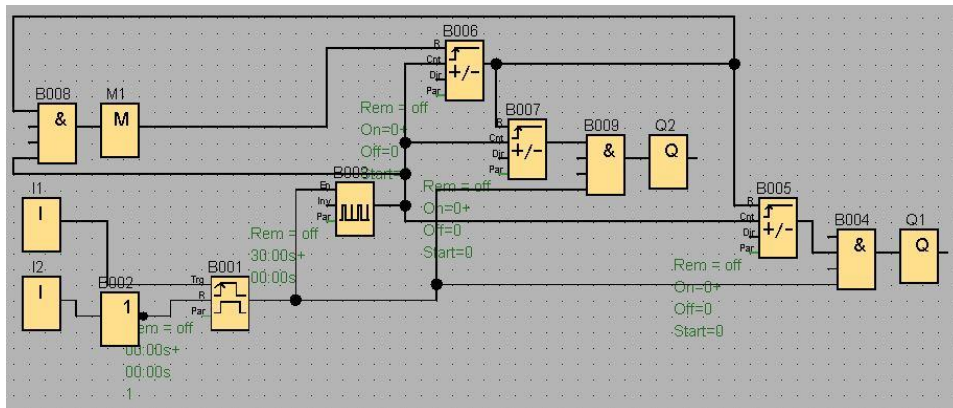 B006
R
Cnt
Dir
Par
+/-
B008
&
M1
M
Rem = off
On=0+
Off=0
Start=0
B007
R
Cnt
Dir
Par
+/-
B009
&
Q2
Q
B003
En
Inv
Par
Rem = off
30:00s+
00:00s
Rem = off
On=0+
Off=0
Start=0
B005
R
Cnt
Dir
Par
+/-
B004
&
Q1
Q
Rem = off
On=0+
Off=0
Start=0
I1
I
I2
I
B002
1
B001
Trg
R
Par
Rem = off
00:00s+
00:00s
1